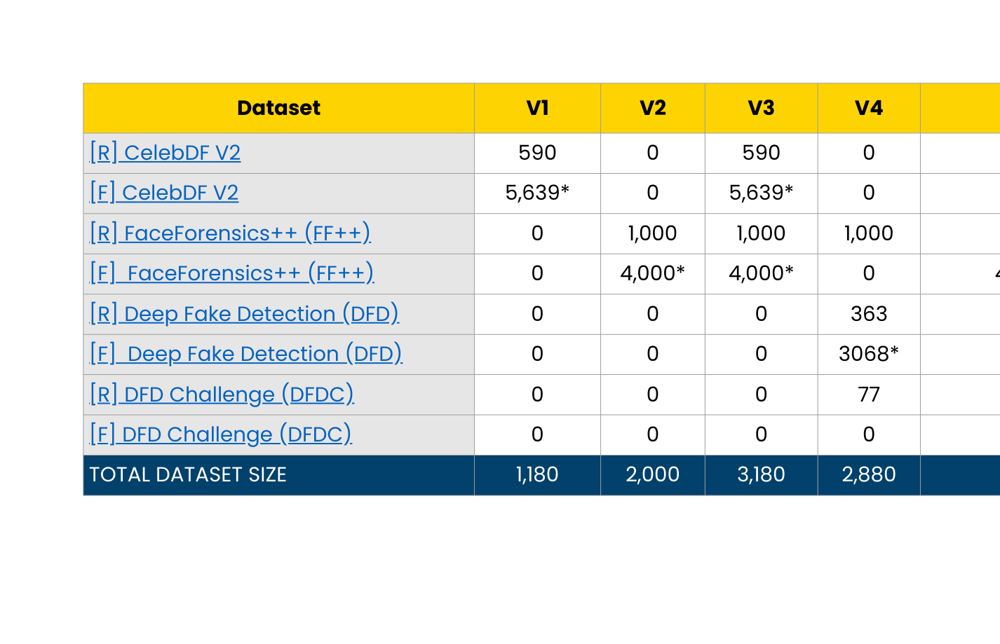 Dataset V1 V2 V3 V4
[R] CelebDF V2 590 0 590 0
[F] CelebDF V2 5,639* 0 5,639* 0
[R] FaceForensics++ (FF++) 0 1,000 1,000 1,000
[F]  FaceForensics++ (FF++) 0 4,000* 4,000* 0
[R] Deep Fake Detection (DFD) 0 0 0 363
[F]  Deep Fake Detection (DFD) 0 0 0 3068*
[R] DFD Challenge (DFDC) 0 0 0 77
[F] DFD Challenge (DFDC) 0 0 0 0
TOTAL DATASET SIZE 1,180 2,000 3,180 2,880